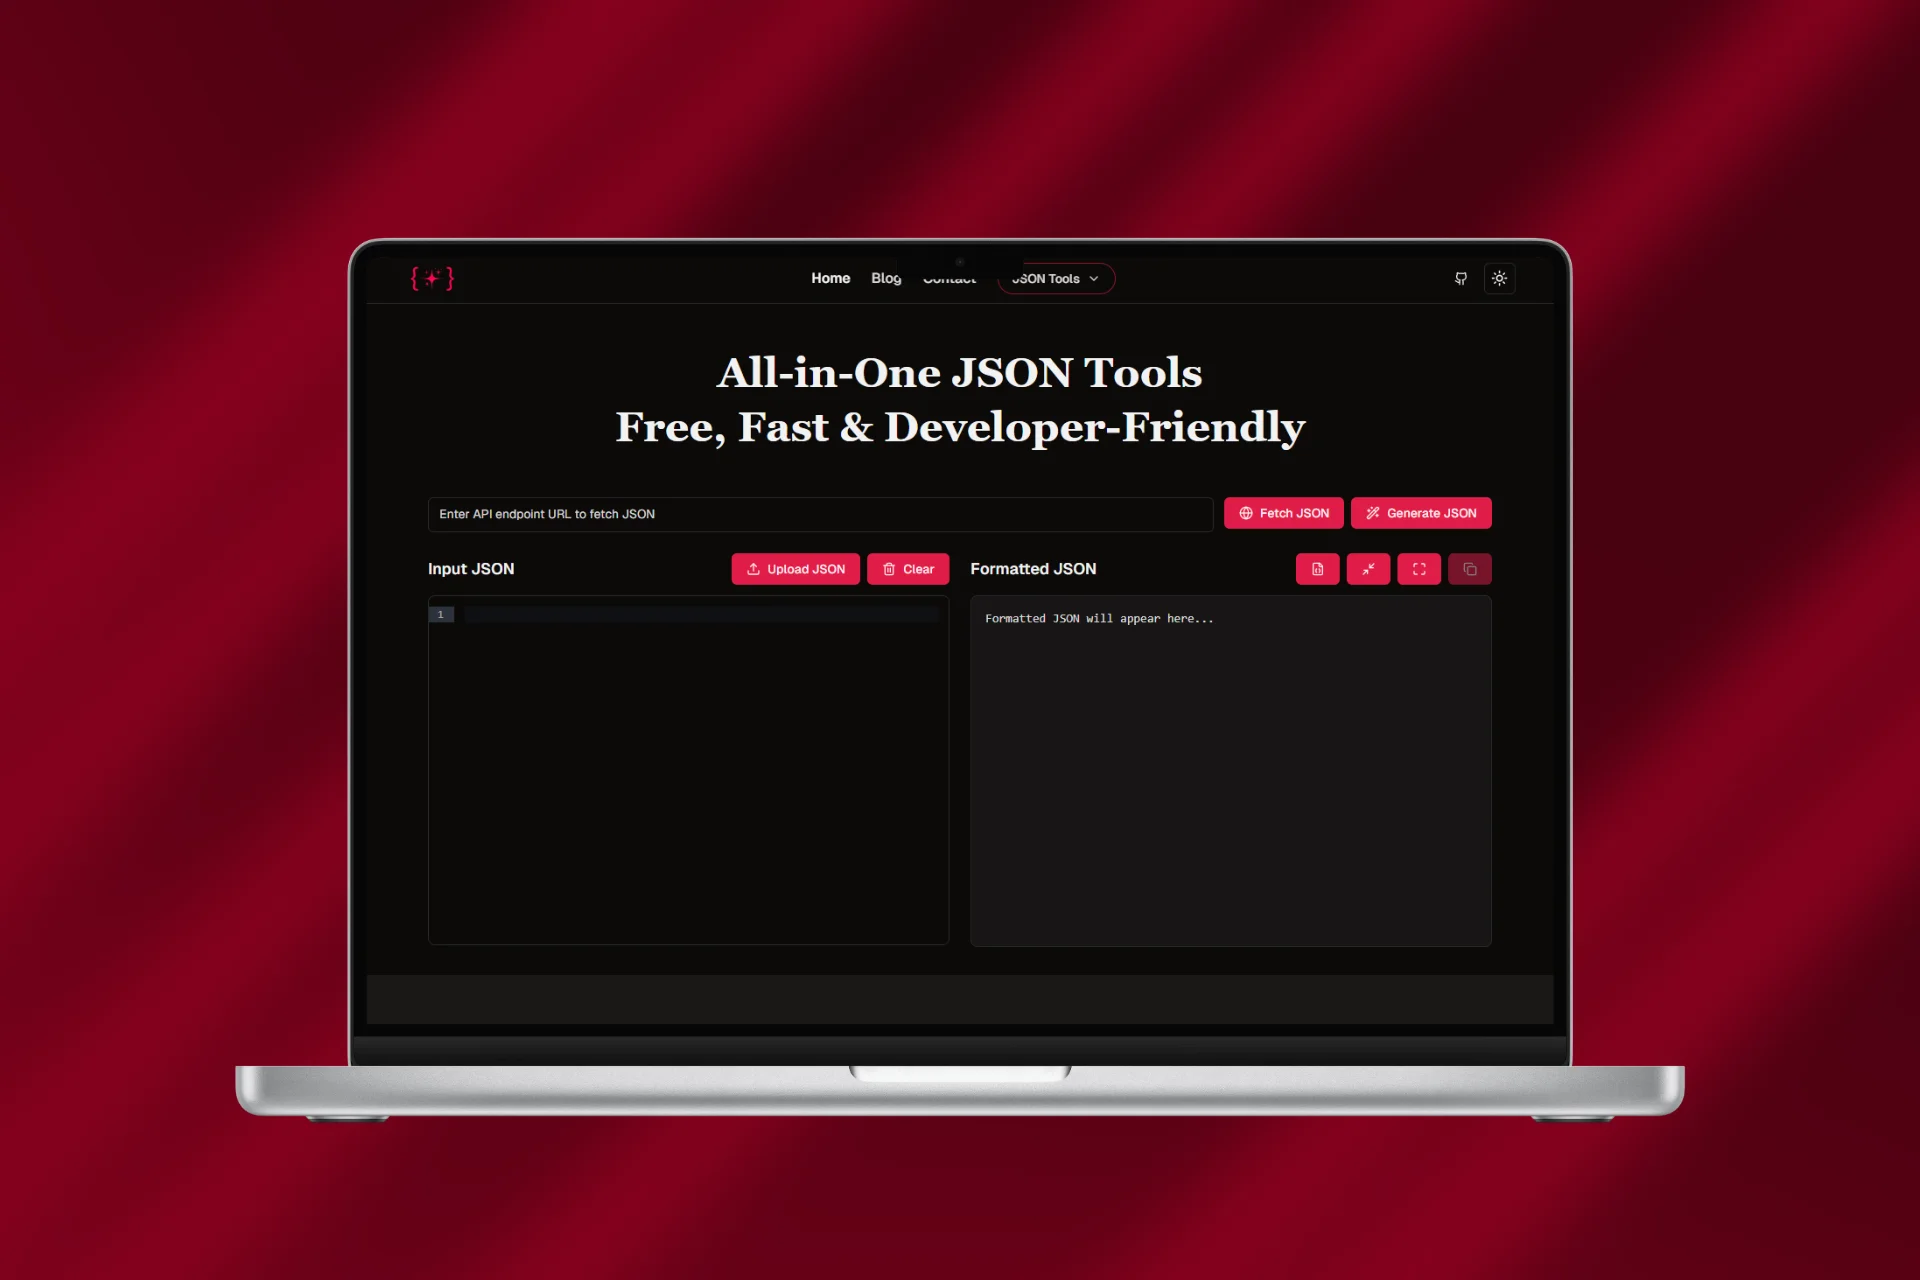 Home Blog Contact JSON Tools
All-in-One JSON Tools
Free, Fast & Developer-Friendly
Enter API endpoint URL to fetch JSON
Fetch JSON
Generate JSON
Input JSON
Upload JSON
Clear
Formatted JSON
1
Formatted JSON will appear here...